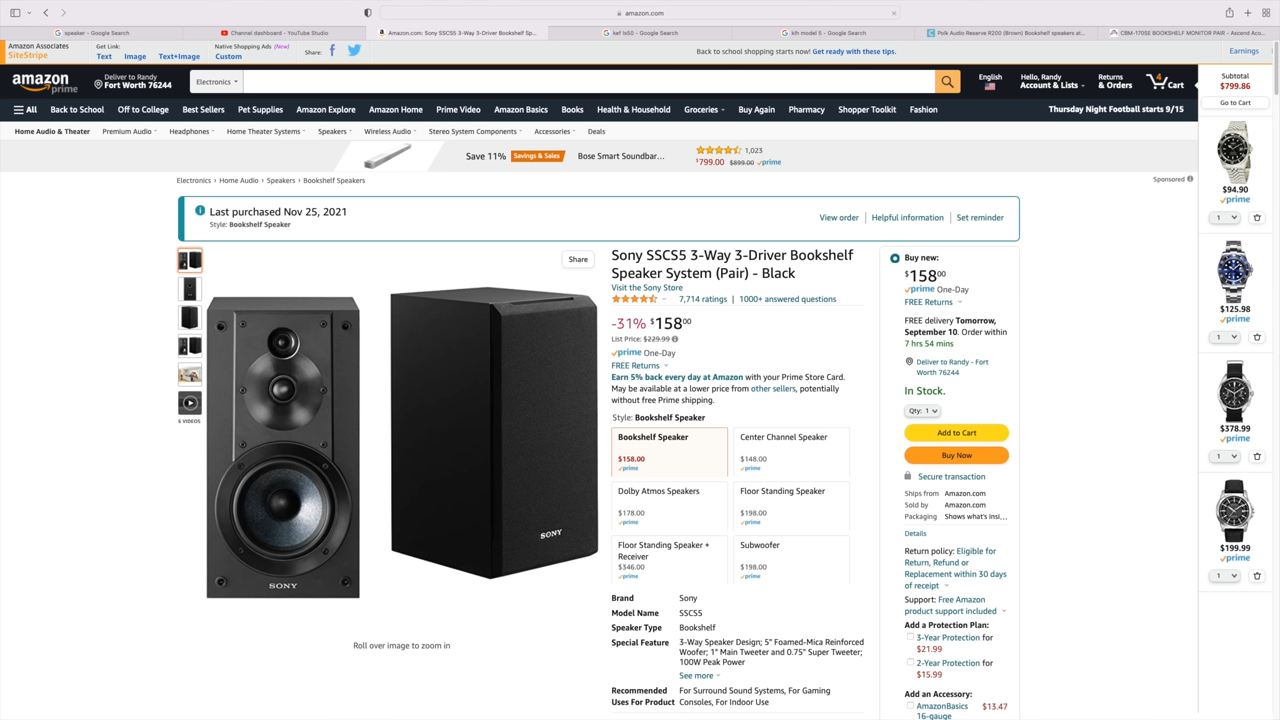 amazon.com
speaker - Google Search
Channel dashboard - YouTube Studio
Amazon.com: Sony SSCS5 3-Way 3-Driver Bookshelf Sp...
kef ls50 - Google Search
klh model 5 - Google Search
Polk Audio Reserve R200 (Brown) Bookshelf speakers at...
CBM-170SE BOOKSHELF MONITOR PAIR - Ascend Acou...
Amazon Associates
SiteStripe
Get Link:
Text Image Text+Image
Native Shopping Ads (New)
Custom
Share:
Back to school shopping starts now! Get ready with these tips.
Earnings
amazon
prime
Deliver to Randy
Fort Worth 76244
Electronics
English
Hello, Randy
Account & Lists
Returns
& Orders
4
Cart
All Back to School Off to College Best Sellers Pet Supplies Amazon Explore Amazon Home Prime Video Amazon Basics Books Health & Household Groceries Buy Again Pharmacy Shopper Toolkit Fashion
Thursday Night Football starts 9/15
Home Audio & Theater Premium Audio Headphones Home Theater Systems Speakers Wireless Audio Stereo System Components Accessories Deals
Save 11% Savings & Sales Bose Smart Soundbar...
1,023
$799.00 $899.00 prime
Electronics › Home Audio › Speakers › Bookshelf Speakers
Sponsored
Last purchased Nov 25, 2021
Style: Bookshelf Speaker
View order Helpful information Set reminder
Share
SONY
SONY
6 VIDEOS
Roll over image to zoom in
Sony SSCS5 3-Way 3-Driver Bookshelf
Speaker System (Pair) - Black
Visit the Sony Store
7,714 ratings | 1000+ answered questions
-31% $158.00
List Price: $229.99
prime One-Day
FREE Returns
Earn 5% back every day at Amazon with your Prime Store Card.
May be available at a lower price from other sellers, potentially
without free Prime shipping.
Style: Bookshelf Speaker
Bookshelf Speaker
$158.00
prime
Center Channel Speaker
$148.00
prime
Dolby Atmos Speakers
$178.00
prime
Floor Standing Speaker
$198.00
prime
Floor Standing Speaker +
Receiver
$346.00
prime
Subwoofer
$198.00
prime
Brand Sony
Model Name SSCS5
Speaker Type Bookshelf
Special Feature 3-Way Speaker Design; 5" Foamed-Mica Reinforced
Woofer; 1" Main Tweeter and 0.75" Super Tweeter;
100W Peak Power
See more
Recommended For Surround Sound Systems, For Gaming
Uses For Product Consoles, For Indoor Use
Buy new:
$158.00
prime One-Day
FREE Returns
FREE delivery Tomorrow,
September 10. Order within
7 hrs 54 mins
Deliver to Randy - Fort
Worth 76244
In Stock.
Qty: 1
Add to Cart
Buy Now
Secure transaction
Ships from Amazon.com
Sold by Amazon.com
Packaging Shows what's insi...
Details
Return policy: Eligible for
Return, Refund or
Replacement within 30 days
of receipt
Support: Free Amazon
product support included
Add a Protection Plan:
3-Year Protection for
$21.99
2-Year Protection for
$15.99
Add an Accessory:
AmazonBasics $13.47
16-gauge
Subtotal
$799.86
Go to Cart
$94.90
prime
1
$125.98
prime
1
$378.99
prime
1
$199.99
prime
1